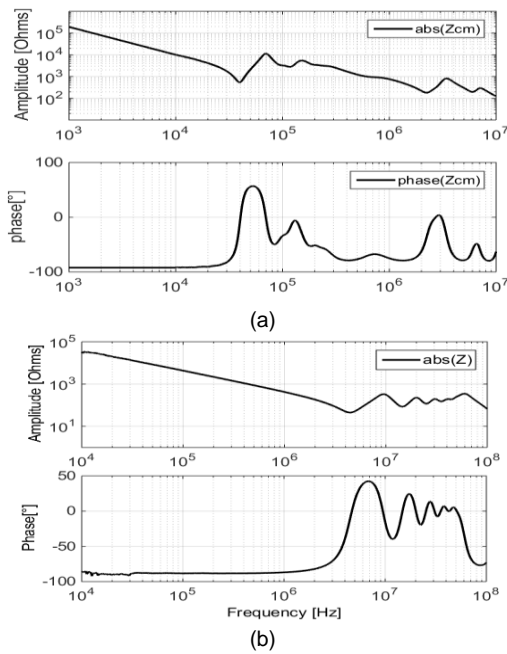 Amplitude [Ohms]
10^5
10^4
10^3
10^2
abs(Zcm)
10^3 10^4 10^5 10^6 10^7
phase[°]
100
0
-100
phase(Zcm)
10^3 10^4 10^5 10^6 10^7
(a)
Amplitude [Ohms]
10^5
10^3
10^1
abs(Z)
10^4 10^5 10^6 10^7 10^8
Phase[°]
50
0
-50
-100
10^4 10^5 10^6 10^7 10^8
Frequency [Hz]
(b)